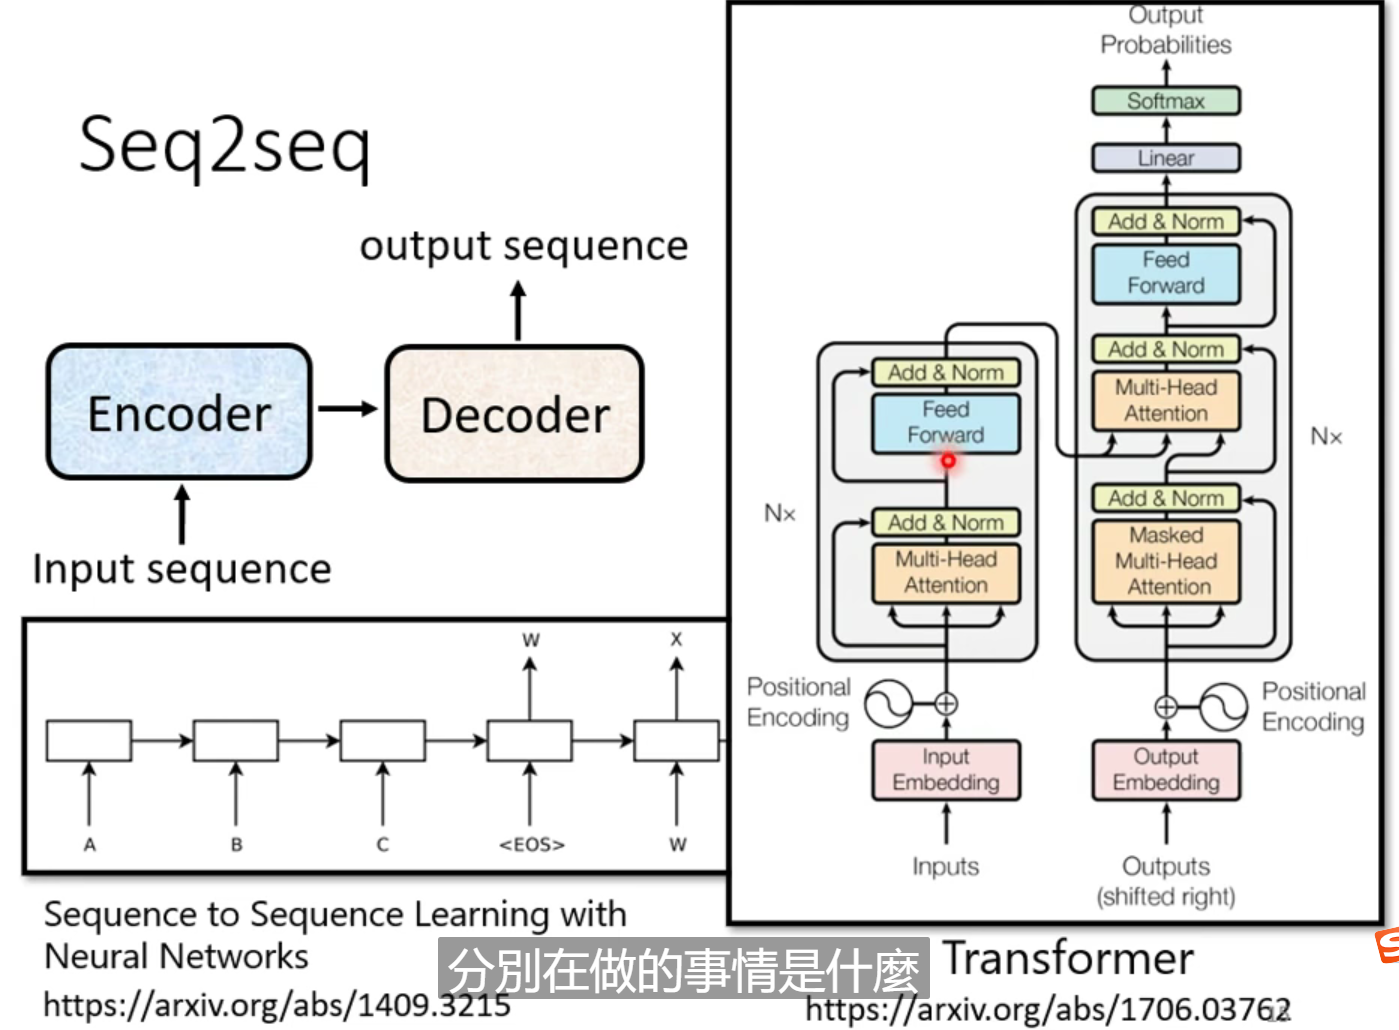 Seq2seq
output sequence
Encoder
Decoder
Input sequence
W
X
A
B
C
<EOS>
W
Sequence to Sequence Learning with
Neural Networks
https://arxiv.org/abs/1409.3215
Output
Probabilities
Softmax
Linear
Add & Norm
Feed
Forward
Add & Norm
Multi-Head
Attention
N×
Add & Norm
Masked
Multi-Head
Attention
Positional
Encoding
Output
Embedding
Outputs
(shifted right)
Add & Norm
Feed
Forward
N×
Add & Norm
Multi-Head
Attention
Positional
Encoding
Input
Embedding
Inputs
Transformer
https://arxiv.org/abs/1706.03762
分別在做的事情是什麼